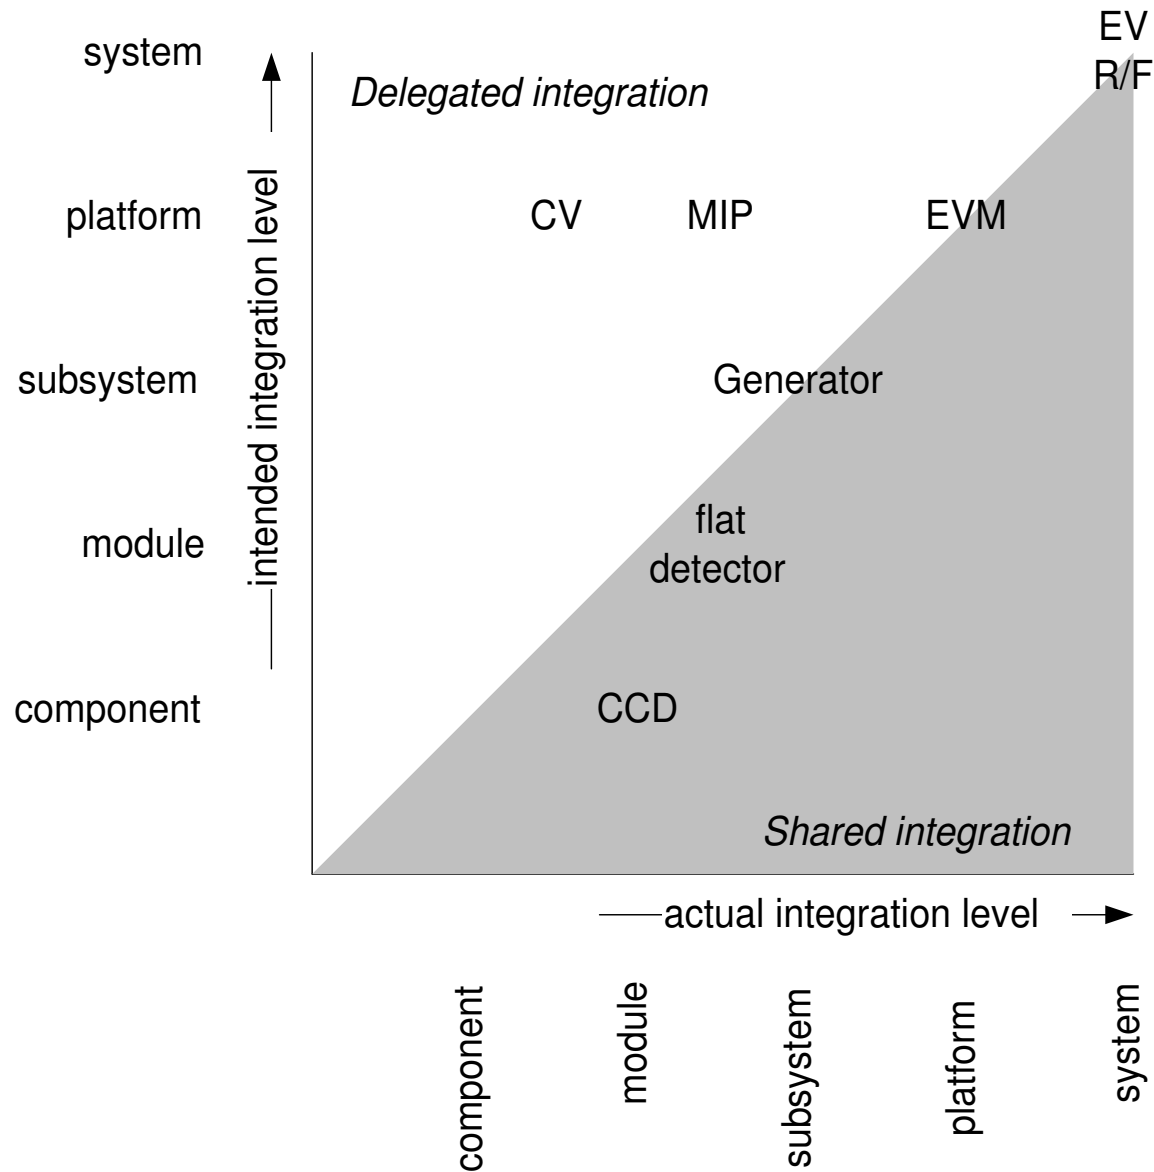 EV
R/F
system
Delegated integration
platform
CV
MIP
EVM
intended integration level
subsystem
Generator
flat
detector
module
component
CCD
Shared integration
actual integration level
component
module
subsystem
platform
system